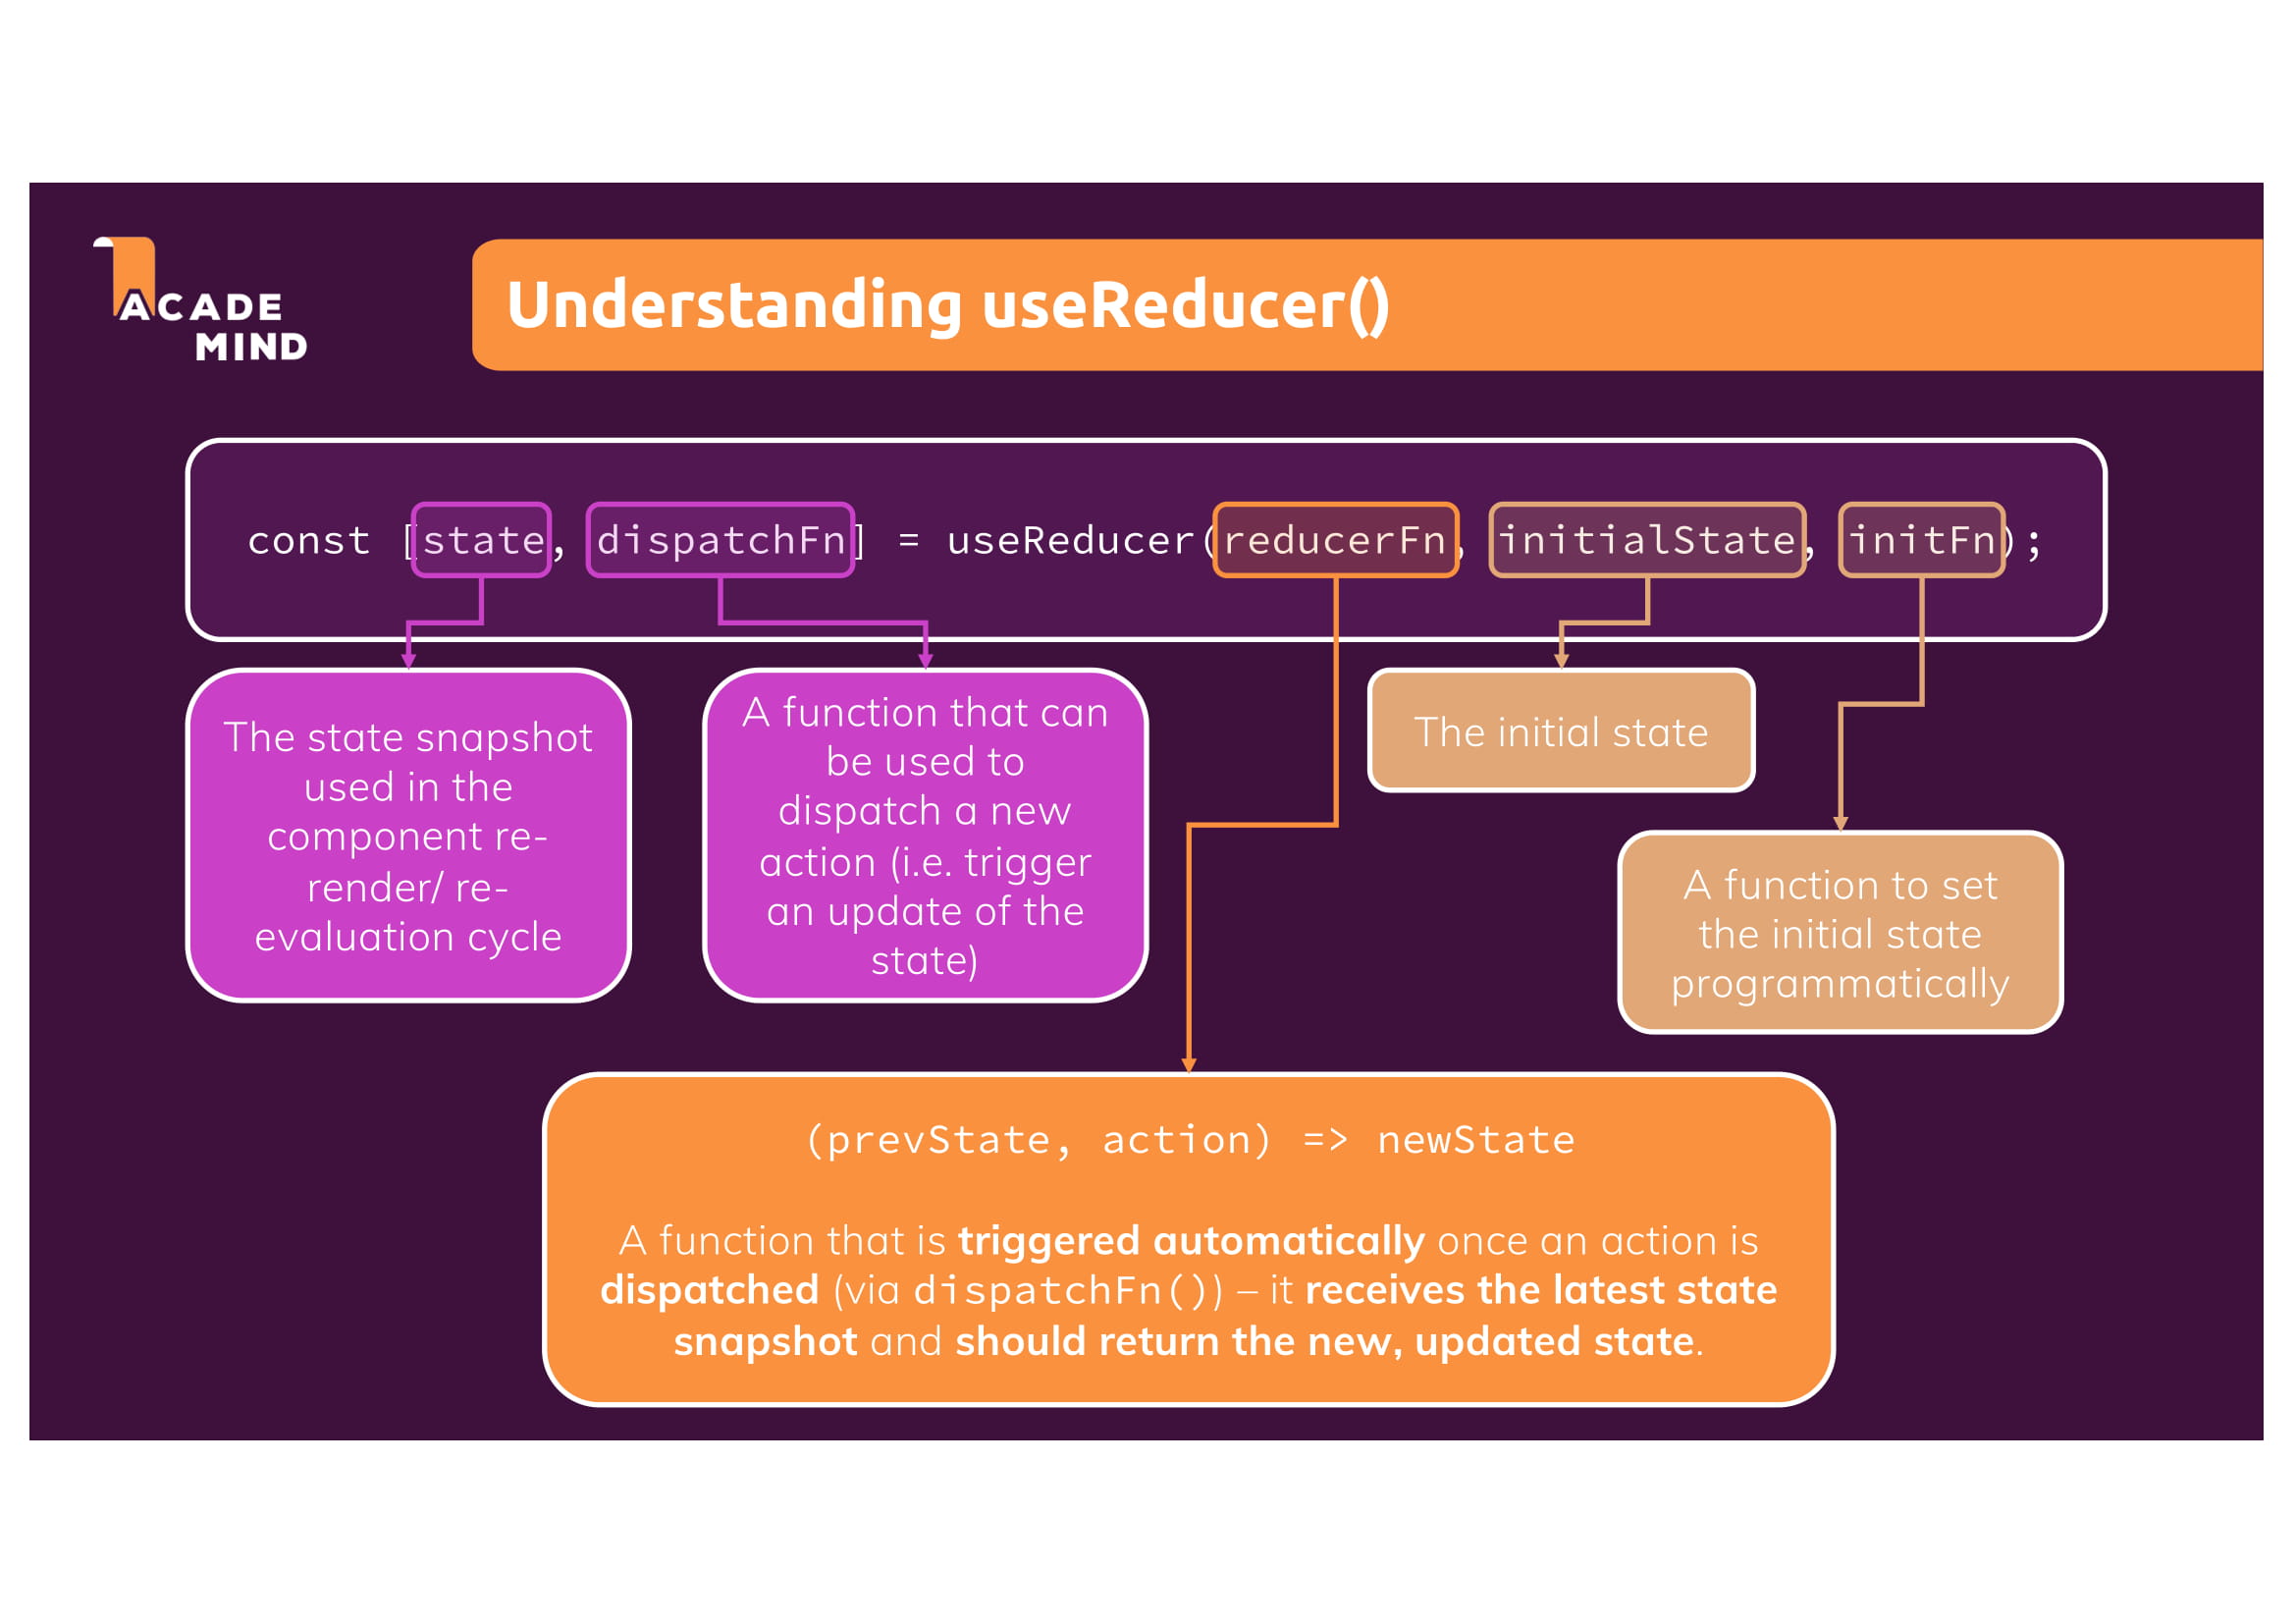 ACADE
MIND
Understanding useReducer()
const [state, dispatchFn] = useReducer(reducerFn, initialState, initFn);
The state snapshot
used in the
component re-
render/ re-
evaluation cycle
A function that can
be used to
dispatch a new
action (i.e. trigger
an update of the
state)
The initial state
A function to set
the initial state
programmatically
(prevState, action) => newState
A function that is triggered automatically once an action is
dispatched (via dispatchFn()) – it receives the latest state
snapshot and should return the new, updated state.